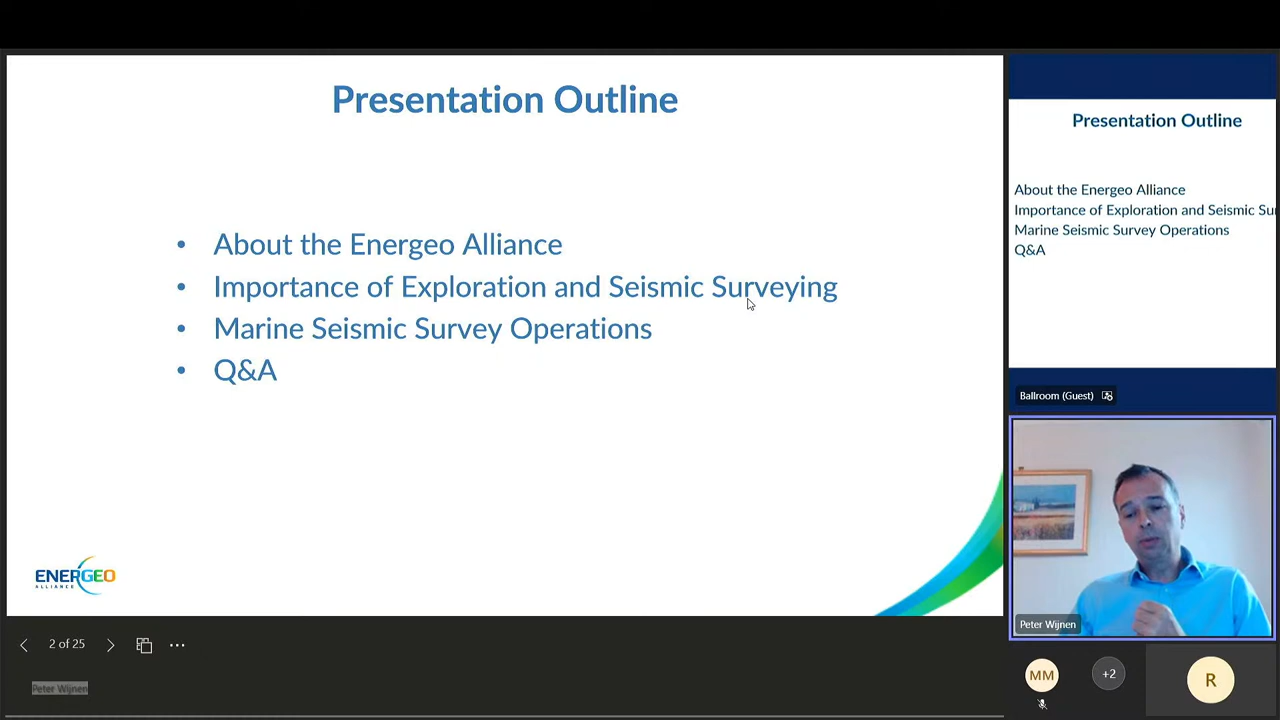 Presentation Outline
• About the Energeo Alliance
• Importance of Exploration and Seismic Surveying
• Marine Seismic Survey Operations
• Q&A
ENERGEO
ALLIANCE
2 of 25
Peter Wijnen
Presentation Outline
About the Energeo Alliance
Importance of Exploration and Seismic Su
Marine Seismic Survey Operations
Q&A
Ballroom (Guest)
Peter Wijnen
MM
+2
R